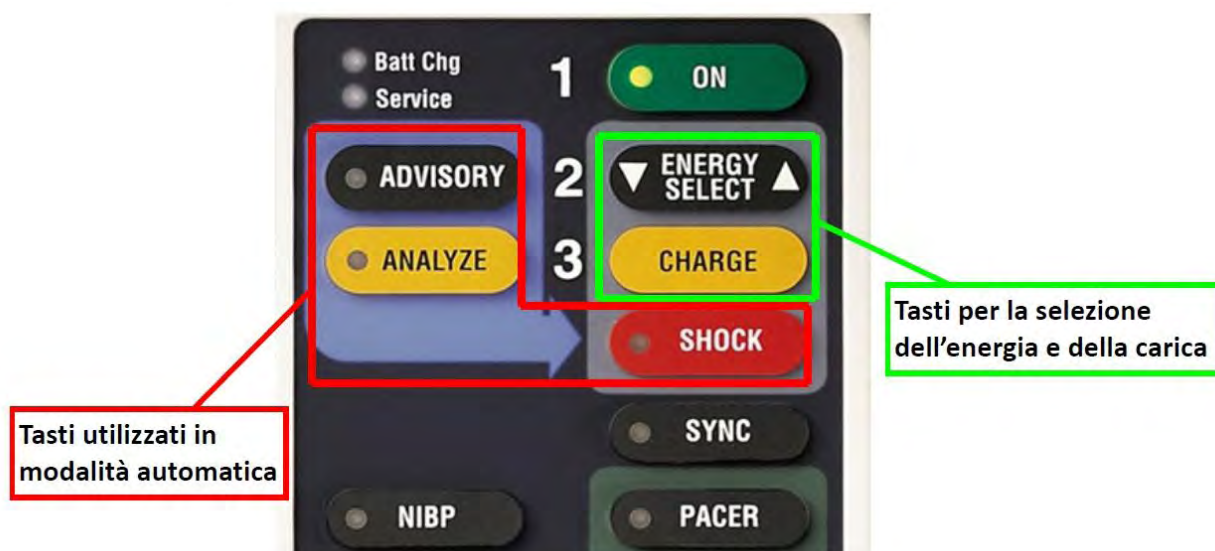 Batt Chg
Service
1
ON
ADVISORY
2
▼ ENERGY SELECT ▲
ANALYZE
3
CHARGE
SHOCK
SYNC
NIBP
PACER
Tasti per la selezione
dell'energia e della carica
Tasti utilizzati in
modalità automatica